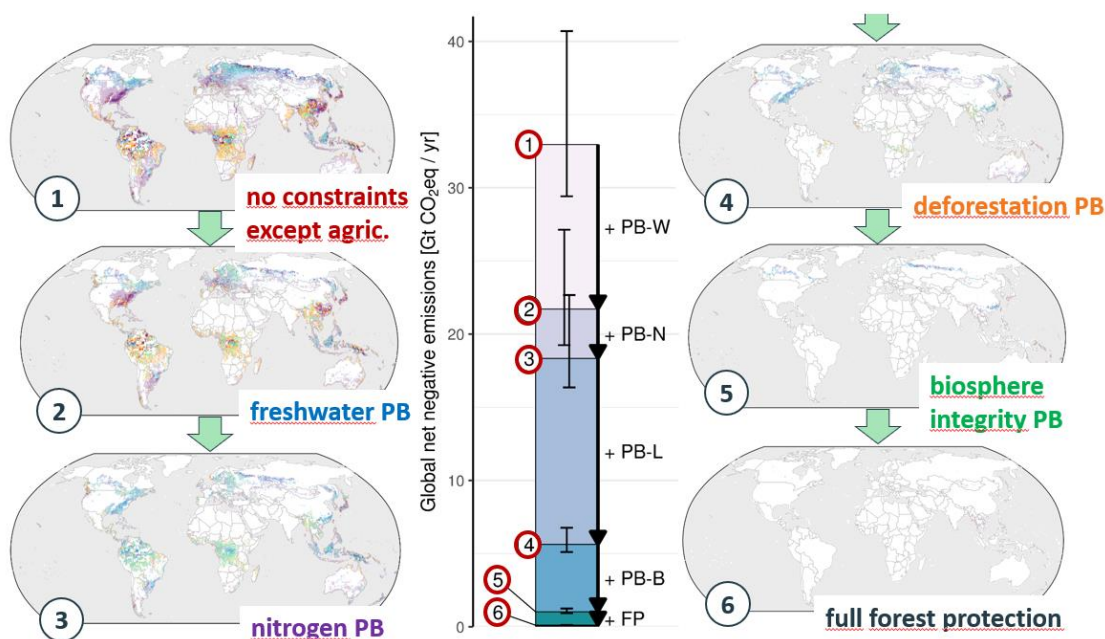 1
no constraints
except agric.
2
freshwater PB
3
nitrogen PB
Global net negative emissions [Gt CO₂eq / yr]
40
30
20
10
0
1
2
3
4
5
6
+ PB-W
+ PB-N
+ PB-L
+ PB-B
+ FP
4
deforestation PB
5
biosphere
integrity PB
6
full forest protection